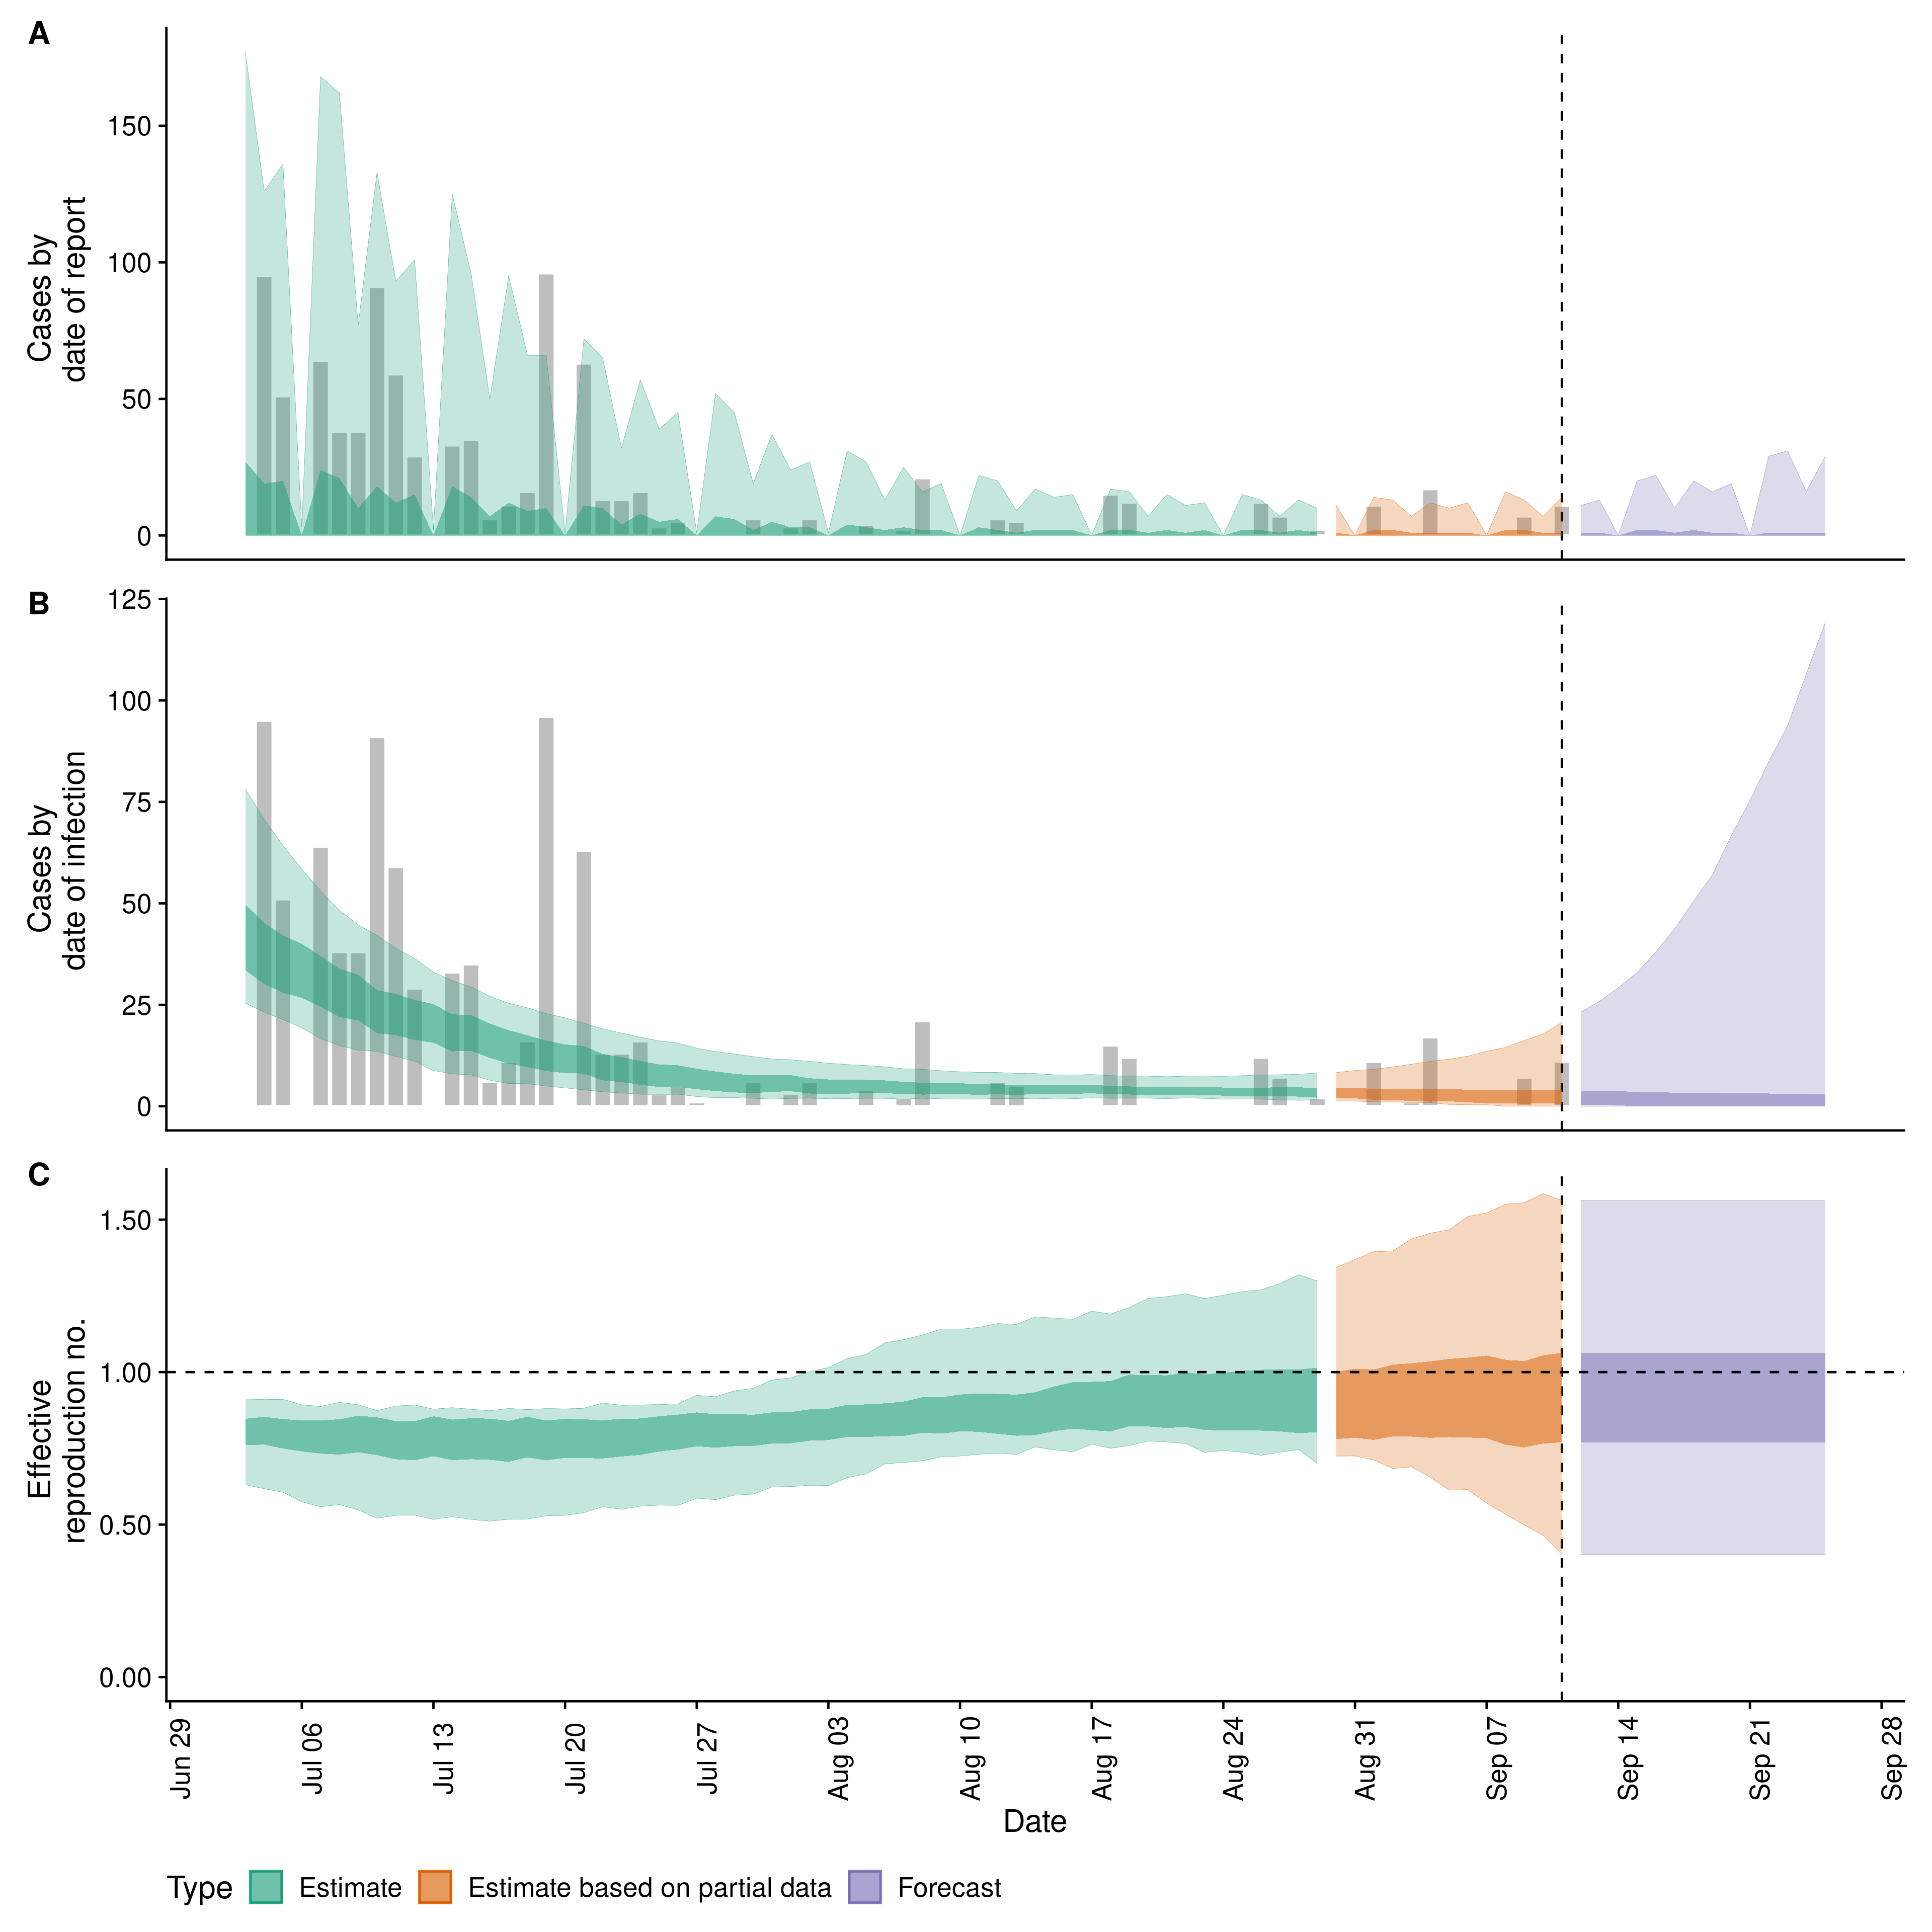 A
Cases by
date of report
150
100
50
0
B
Cases by
date of infection
125
100
75
50
25
0
C
Effective
reproduction no.
1.50
1.00
0.50
0.00
Jun 29
Jul 06
Jul 13
Jul 20
Jul 27
Aug 03
Aug 10
Aug 17
Aug 24
Aug 31
Sep 07
Sep 14
Sep 21
Sep 28
Date
Type Estimate Estimate based on partial data Forecast